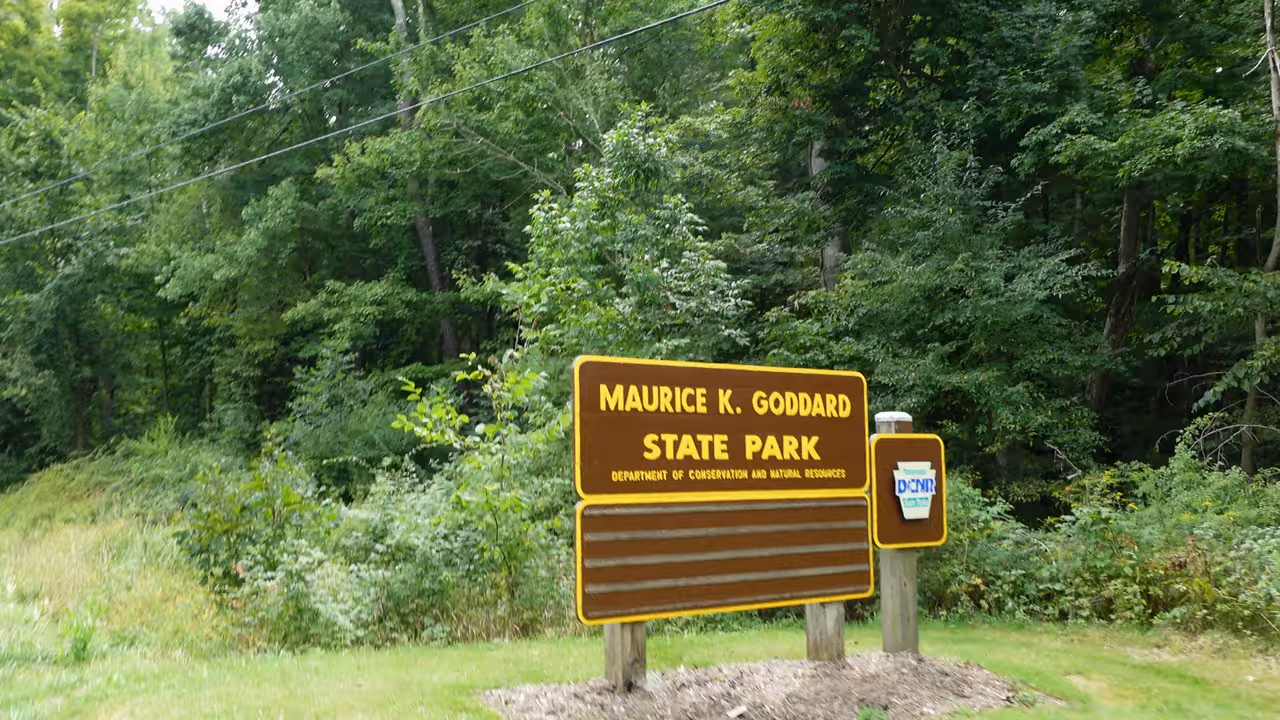 MAURICE K. GODDARD
STATE PARK
DEPARTMENT OF CONSERVATION AND NATURAL RESOURCES
DCNR